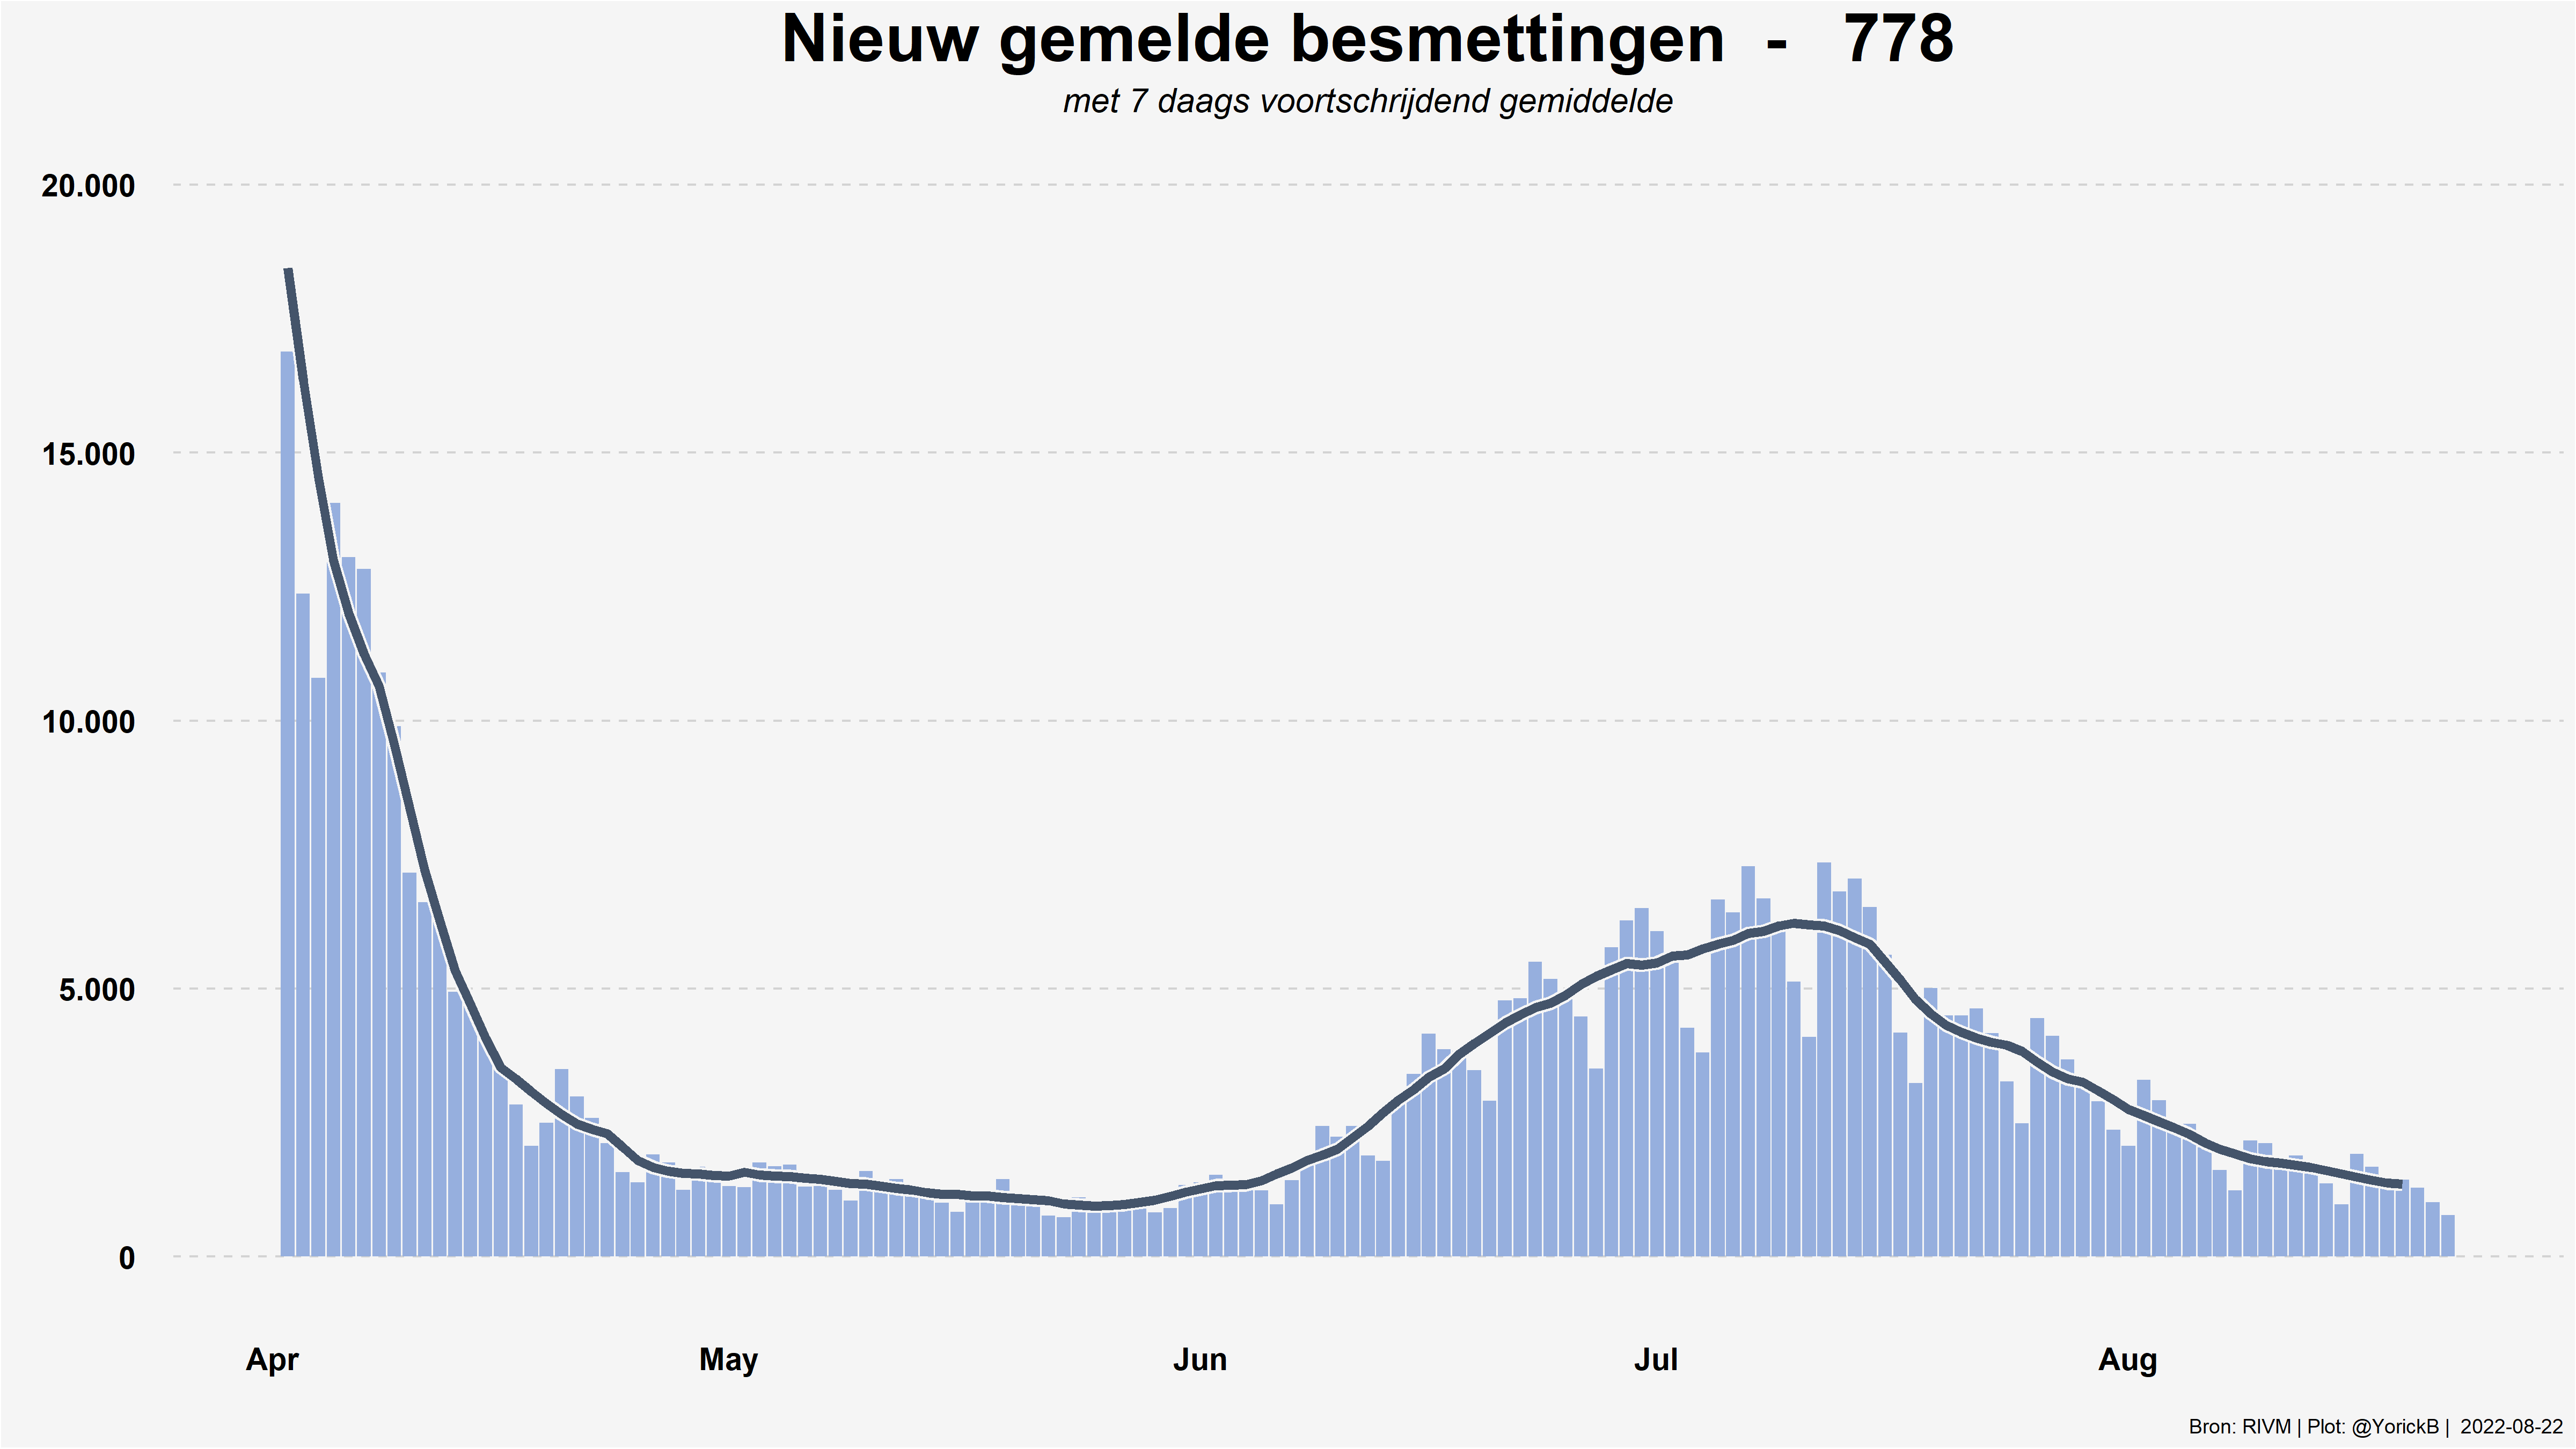 Nieuw gemelde besmettingen - 778
met 7 daags voortschrijdend gemiddelde
20.000
15.000
10.000
5.000
0
Apr May Jun Jul Aug
Bron: RIVM | Plot: @YorickB | 2022-08-22